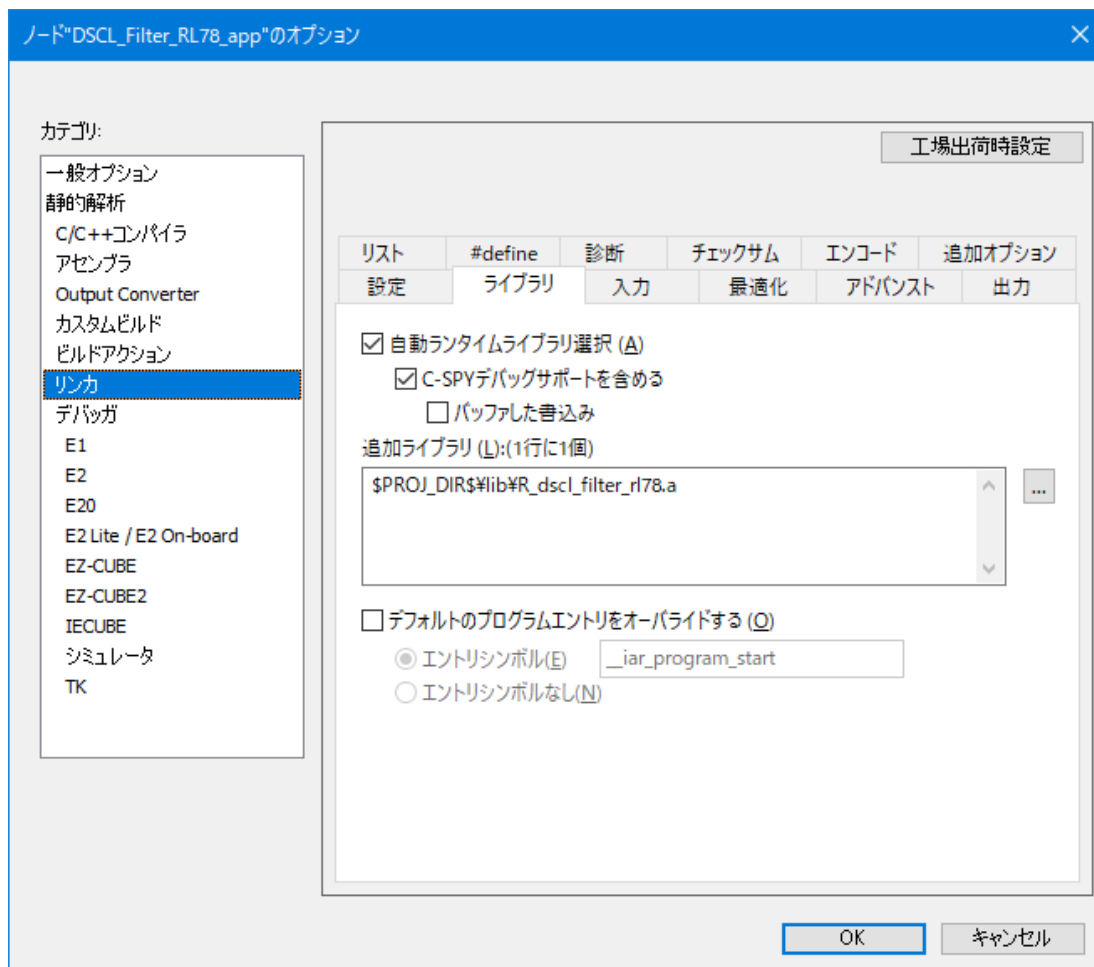 ノード"DSCL_Filter_RL78_app"のオプション
カテゴリ:
一般オプション
静的解析
C/C++コンパイラ
アセンブラ
Output Converter
カスタムビルド
ビルドアクション
リンカ
デバッガ
E1
E2
E20
E2 Lite / E2 On-board
EZ-CUBE
EZ-CUBE2
IECUBE
シミュレータ
TK
工場出荷時設定
リスト #define 診断 チェックサム エンコード 追加オプション
設定 ライブラリ 入力 最適化 アドバンスト 出力
自動ランタイムライブラリ選択 (A)
C-SPYデバッグサポートを含める
バッファした書込み
追加ライブラリ (L):(1行に1個)
$PROJ_DIR$¥lib¥R_dscl_filter_rl78.a
...
デフォルトのプログラムエントリをオーバライドする (O)
エントリシンボル(E) __iar_program_start
エントリシンボルなし(N)
OK キャンセル